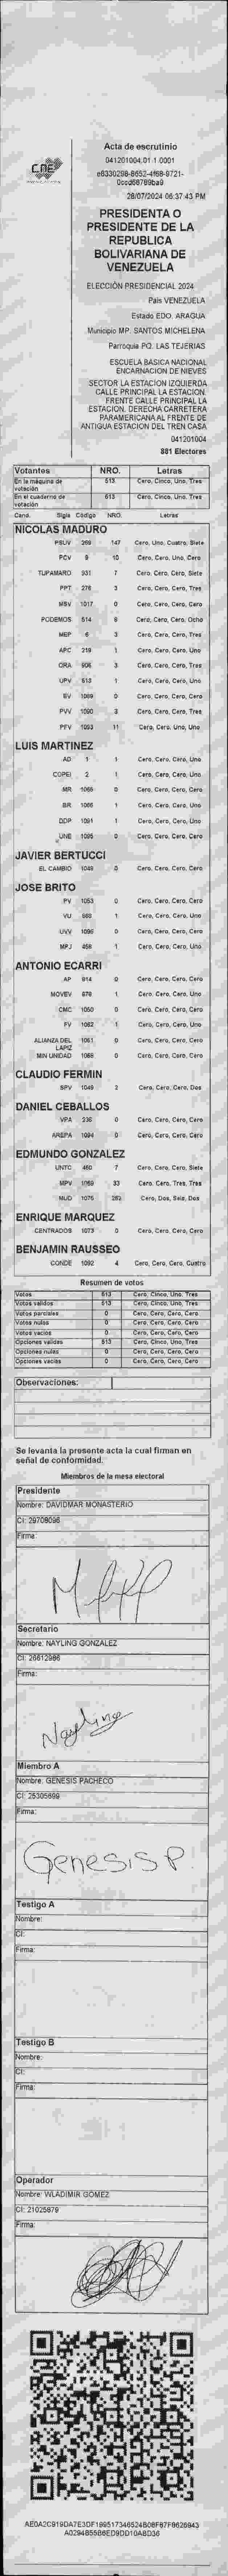 CNE
Acta de escrutinio
041201004.01.1.0001
28/07/2024 06:37:43 PM
PRESIDENTA O
PRESIDENTE DE LA
REPUBLICA
BOLIVARIANA DE
VENEZUELA
ELECCIÓN PRESIDENCIAL 2024
País VENEZUELA
Estado EDO. ARAGUA
Municipio MP. SANTOS MICHELENA
Parroquia PQ. LAS TEJERIAS
ESCUELA BASICA NACIONAL
ENCARNACION DE NIEVES
SECTOR LA ESTACION IZQUIERDA
CALLE PRINCIPAL LA ESTACION.
FRENTE CALLE PRINCIPAL LA
ESTACION. DERECHA CARRETERA
PANAMERICANA AL FRENTE DE
ANTIGUA ESTACION DEL TREN CASA
041201004
881 Electores
Votantes NRO. Letras
En la máquina de votación 513 Cero, Cinco, Uno, Tres
En el cuaderno de votación 513 Cero, Cinco, Uno, Tres
Cand. Sigla Código NRO. Letras
NICOLAS MADURO
PSUV 269 147 Cero, Uno, Cuatro, Siete
PCV 9 10 Cero, Cero, Uno, Cero
TUPAMARO 931 7 Cero, Cero, Cero, Siete
PPT 276 3 Cero, Cero, Cero, Tres
MSV 1017 0 Cero, Cero, Cero, Cero
PODEMOS 514 8 Cero, Cero, Cero, Ocho
MEP 6 3 Cero, Cero, Cero, Tres
APC 219 1 Cero, Cero, Cero, Uno
ORA 906 3 Cero, Cero, Cero, Tres
UPV 613 1 Cero, Cero, Cero, Uno
EV 1089 0 Cero, Cero, Cero, Cero
PVV 1090 3 Cero, Cero, Cero, Tres
PFV 1093 11 Cero, Cero, Uno, Uno
LUIS MARTINEZ
AD 1 1 Cero, Cero, Cero, Uno
COPEI 2 1 Cero, Cero, Cero, Uno
MR 1065 0 Cero, Cero, Cero, Cero
BR 1066 1 Cero, Cero, Cero, Uno
DDP 1091 1 Cero, Cero, Cero, Uno
UNE 1095 0 Cero, Cero, Cero, Cero
JAVIER BERTUCCI
EL CAMBIO 1046 0 Cero, Cero, Cero, Cero
JOSE BRITO
PV 1053 0 Cero, Cero, Cero, Cero
VU 668 1 Cero, Cero, Cero, Uno
UVV 1096 0 Cero, Cero, Cero, Cero
MPJ 458 1 Cero, Cero, Cero, Uno
ANTONIO ECARRI
AP 914 0 Cero, Cero, Cero, Cero
MOVEV 879 1 Cero, Cero, Cero, Uno
CMC 1050 0 Cero, Cero, Cero, Cero
FV 1062 1 Cero, Cero, Cero, Uno
ALIANZA DEL LAPIZ 1061 0 Cero, Cero, Cero, Cero
MIN UNIDAD 1068 0 Cero, Cero, Cero, Cero
CLAUDIO FERMIN
SPV 1049 2 Cero, Cero, Cero, Dos
DANIEL CEBALLOS
VPA 236 0 Cero, Cero, Cero, Cero
AREPA 1094 0 Cero, Cero, Cero, Cero
EDMUNDO GONZALEZ
UNTC 450 7 Cero, Cero, Cero, Siete
MPV 1069 33 Cero, Cero, Tres, Tres
MUD 1075 262 Cero, Dos, Seis, Dos
ENRIQUE MARQUEZ
CENTRADOS 1073 0 Cero, Cero, Cero, Cero
BENJAMIN RAUSSEO
CONDE 1092 4 Cero, Cero, Cero, Cuatro
Resumen de votos
Votos 513 Cero, Cinco, Uno, Tres
Votos validos 513 Cero, Cinco, Uno, Tres
Votos parciales 0 Cero, Cero, Cero, Cero
Votos nulos 0 Cero, Cero, Cero, Cero
Votos vacios 0 Cero, Cero, Cero, Cero
Opciones validas 513 Cero, Cinco, Uno, Tres
Opciones nulas 0 Cero, Cero, Cero, Cero
Opciones vacias 0 Cero, Cero, Cero, Cero
Observaciones:
Se levanta la presente acta la cual firman en
señal de conformidad.
Miembros de la mesa electoral
Presidente
Nombre: DAVIDMAR MONASTERIO
CI: 29708096
Firma:
Secretario
Nombre: NAYLING GONZALEZ
CI: 26612986
Firma:
Nayling
Miembro A
Nombre: GENESIS PACHECO
CI: 25305699
Firma:
Genesis P
Testigo A
Nombre:
CI:
Firma:
Testigo B
Nombre:
CI:
Firma:
Operador
Nombre: WLADIMIR GOMEZ
CI: 21025879
Firma: